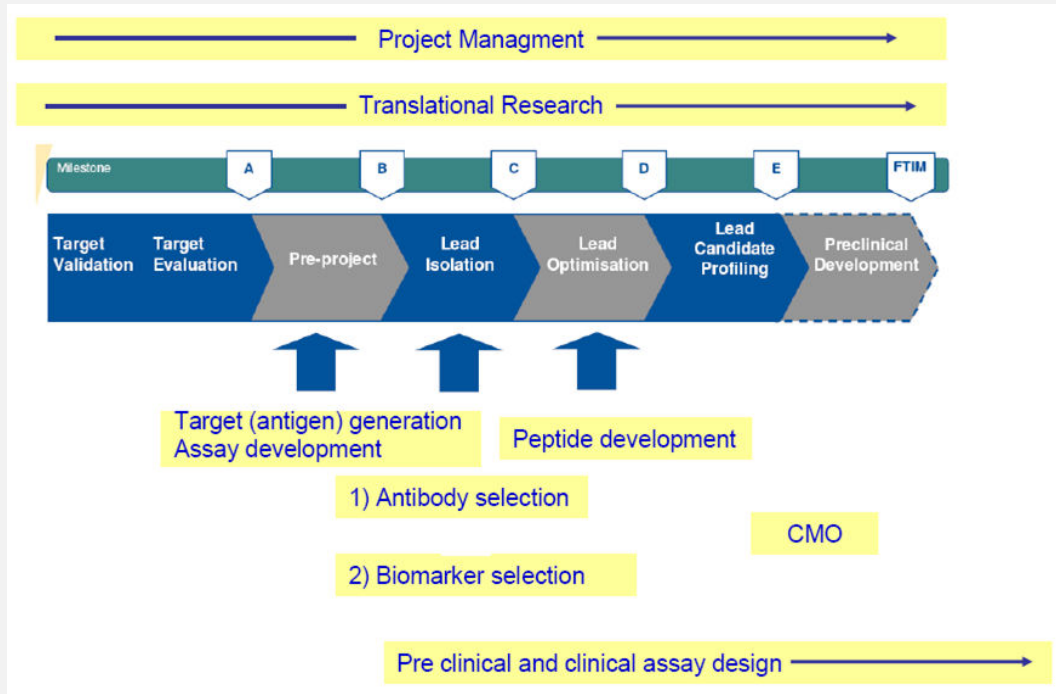 Project Managment
Translational Research
Milestone
A
B
C
D
E
FTIM
Target
Validation
Target
Evaluation
Pre-project
Lead
Isolation
Lead
Optimisation
Lead
Candidate
Profiling
Preclinical
Development
Target (antigen) generation
Assay development
Peptide development
1) Antibody selection
CMO
2) Biomarker selection
Pre clinical and clinical assay design